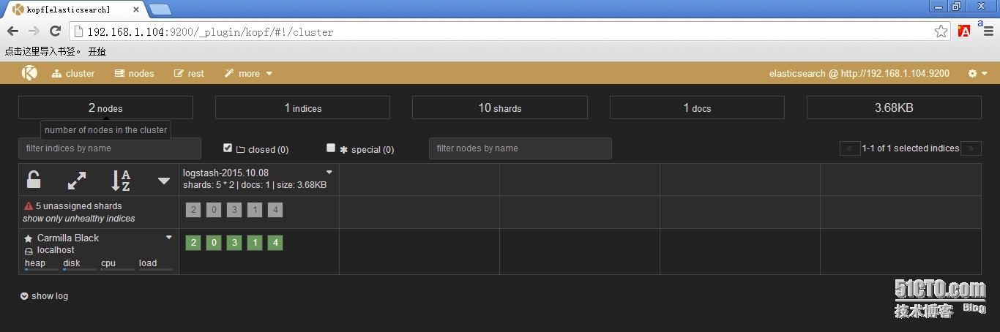 kopf[elasticsearch]
192.168.1.104:9200/_plugin/kopf/#!/cluster
a
点击这里导入书签。 开始
cluster nodes rest more elasticsearch @ http://192.168.1.104:9200
2 nodes 1 indices 10 shards 1 docs 3.68KB
number of nodes in the cluster
filter indices by name closed (0) special (0) filter nodes by name « 1-1 of 1 selected indices »
A
Z
logstash-2015.10.08
shards: 5 * 2 | docs: 1 | size: 3.68KB
5 unassigned shards
show only unhealthy indices
2 0 3 1 4
Carmilla Black
localhost
heap disk cpu load
2 0 3 1 4
show log
51CTO.com
技术博客 Blog